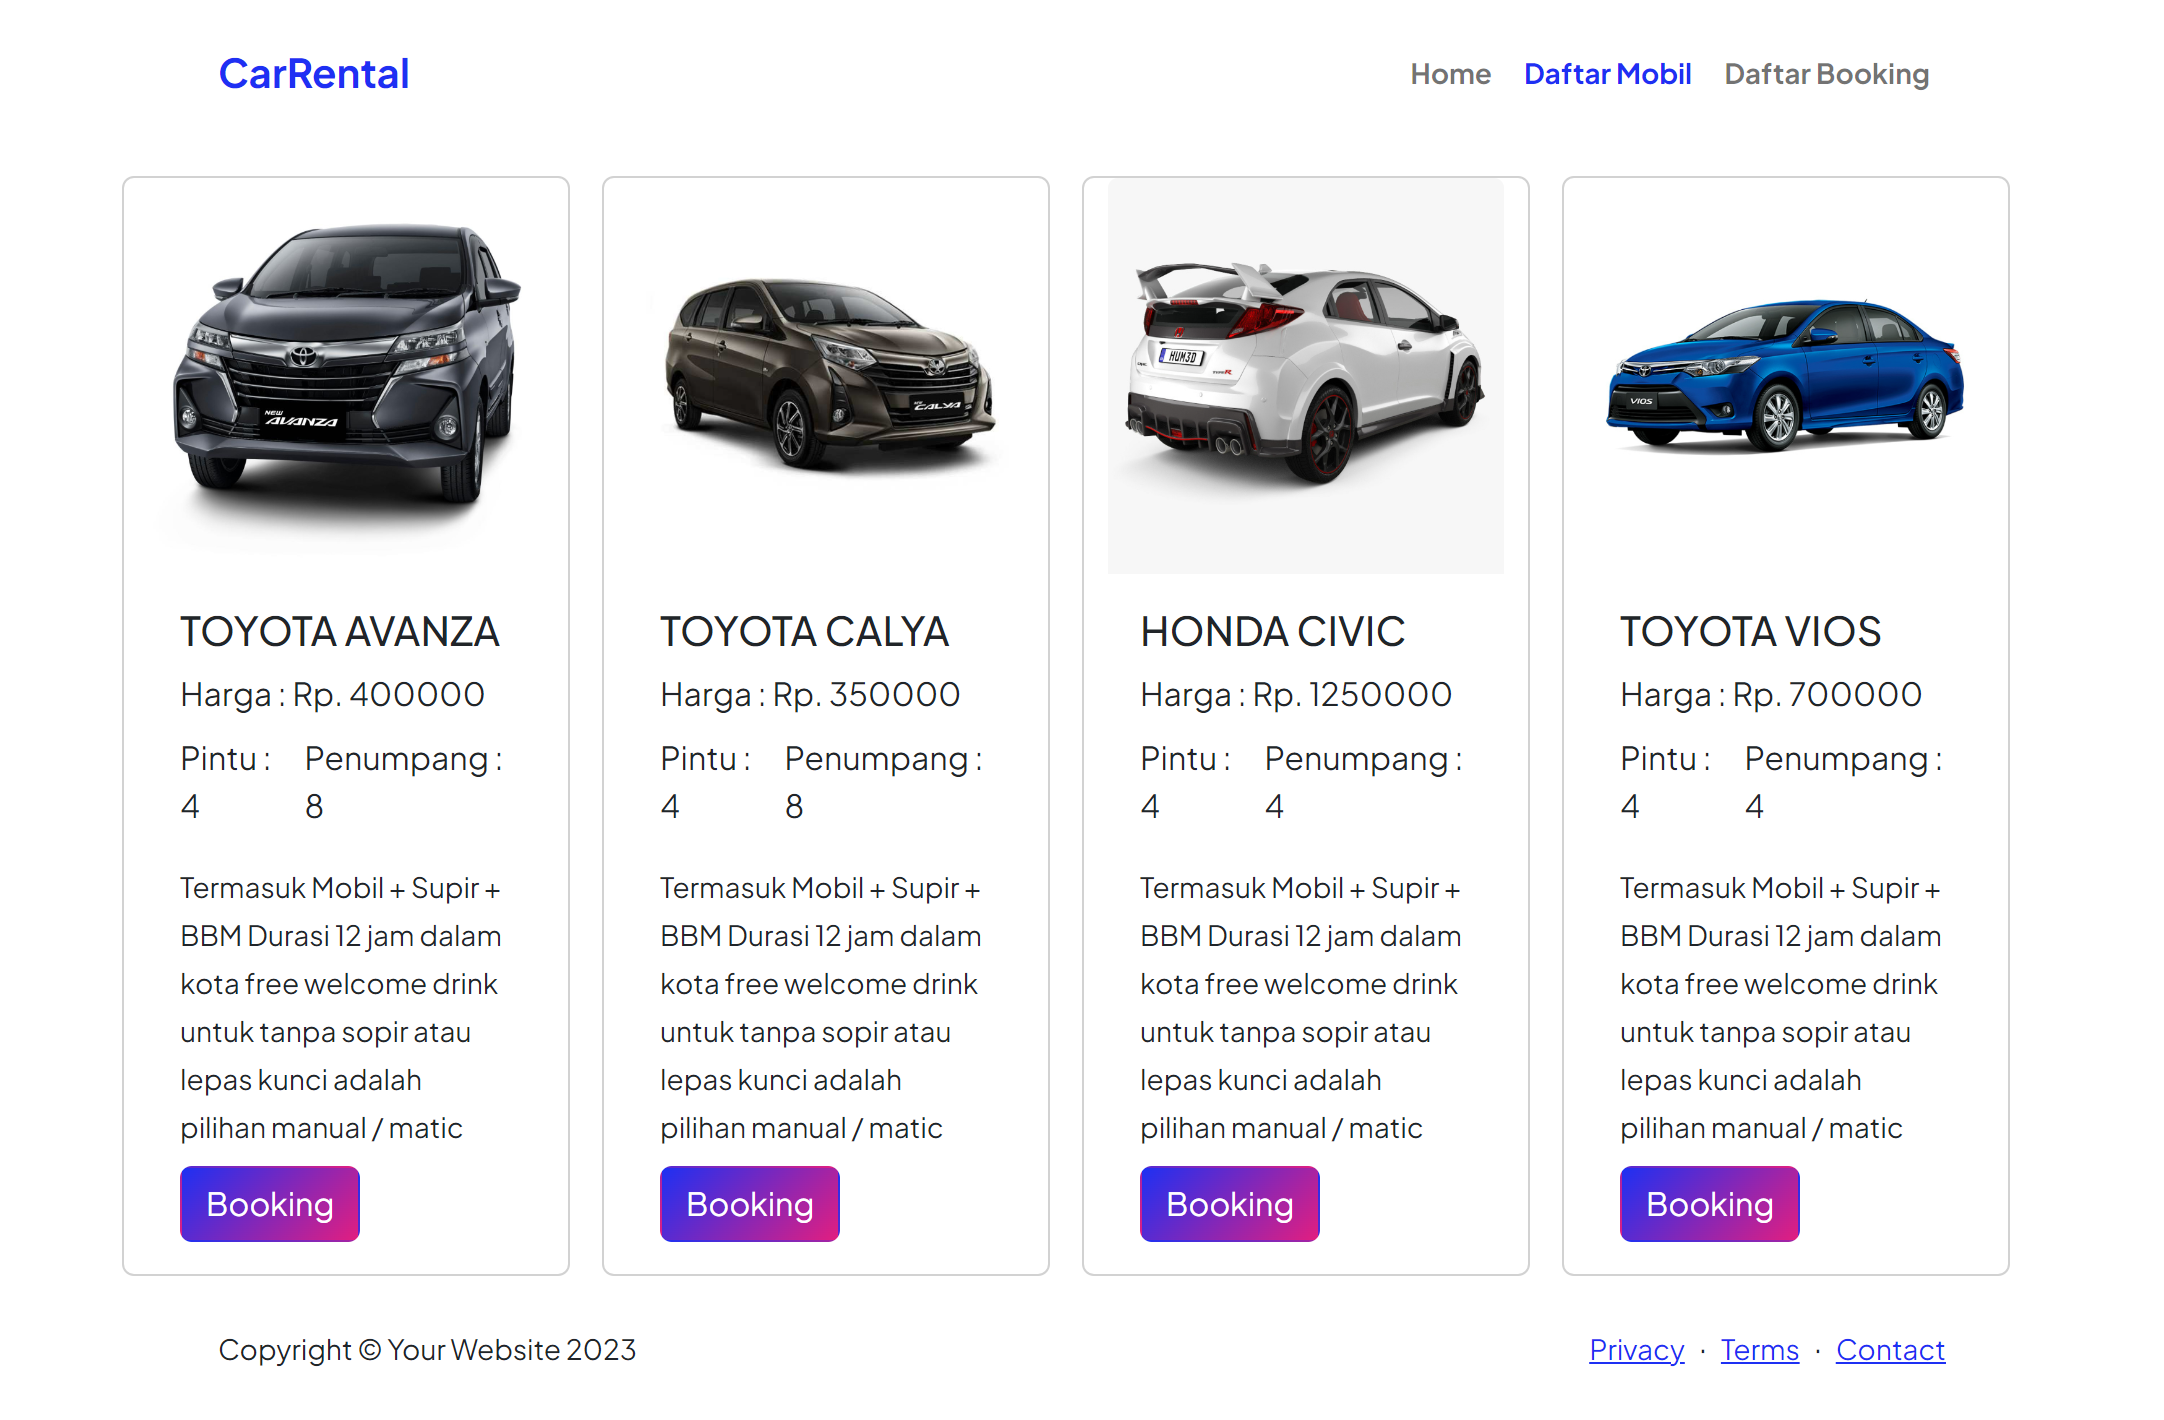 CarRental
Home Daftar Mobil Daftar Booking
NEW
AVANZA
NEW CALYA
HUM3D
TYPER
VIOS
TOYOTA AVANZA
Harga : Rp. 400000
Pintu : Penumpang :
4 8
Termasuk Mobil + Supir +
BBM Durasi 12 jam dalam
kota free welcome drink
untuk tanpa sopir atau
lepas kunci adalah
pilihan manual / matic
Booking
TOYOTA CALYA
Harga : Rp. 350000
Pintu : Penumpang :
4 8
Termasuk Mobil + Supir +
BBM Durasi 12 jam dalam
kota free welcome drink
untuk tanpa sopir atau
lepas kunci adalah
pilihan manual / matic
Booking
HONDA CIVIC
Harga : Rp. 1250000
Pintu : Penumpang :
4 4
Termasuk Mobil + Supir +
BBM Durasi 12 jam dalam
kota free welcome drink
untuk tanpa sopir atau
lepas kunci adalah
pilihan manual / matic
Booking
TOYOTA VIOS
Harga : Rp. 700000
Pintu : Penumpang :
4 4
Termasuk Mobil + Supir +
BBM Durasi 12 jam dalam
kota free welcome drink
untuk tanpa sopir atau
lepas kunci adalah
pilihan manual / matic
Booking
Copyright © Your Website 2023
Privacy · Terms · Contact